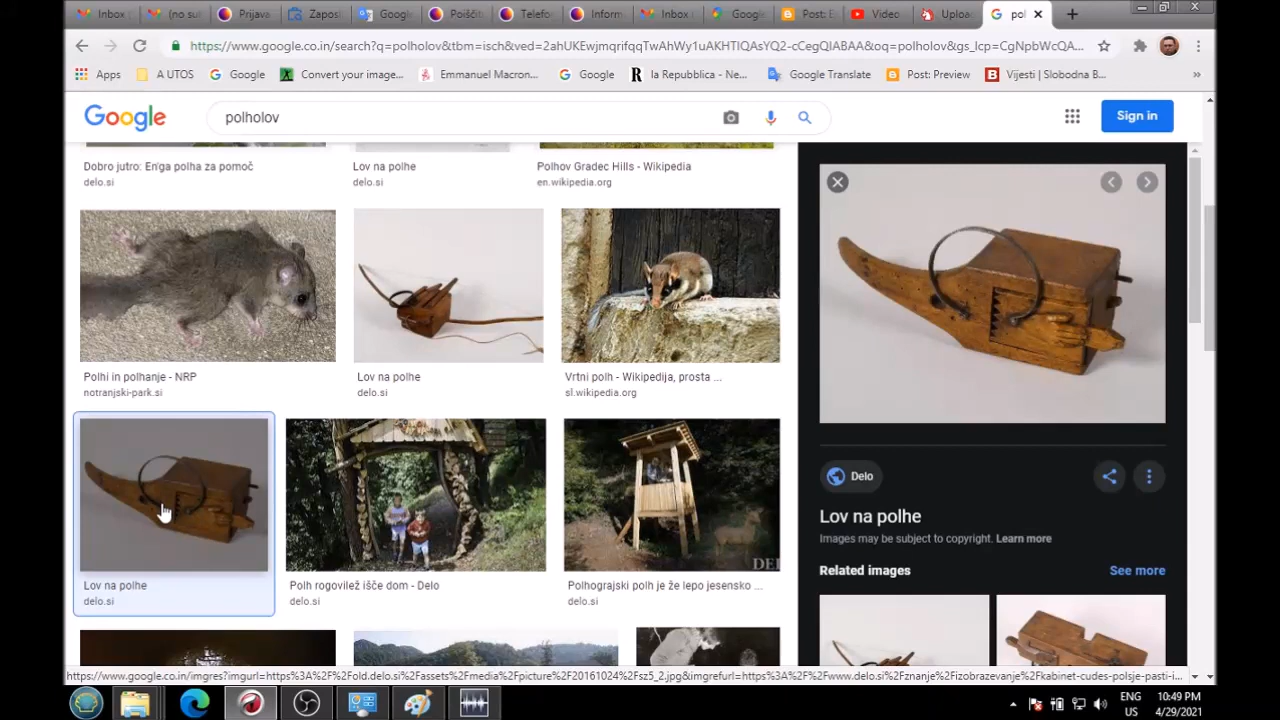 Inbox (
(no su
Prijava
Zapos
Google
Poišči
Telefo
Inform
Inbox (
Google
Post: E
Video
Uploa
pol
https://www.google.co.in/search?q=polholov&tbm=isch&ved=2ahUKEwjmqrifqqTwAhWy1uAKHTIQAsYQ2-cCegQIABAA&oq=polholov&gs_lcp=CgNpbWcQA...
Apps
A UTOS
Google
Convert your image...
Emmanuel Macron...
Google
la Repubblica - Ne...
Google Translate
Post: Preview
Vijesti | Slobodna B...
Google
polholov
Sign in
Dobro jutro: En'ga polha za pomoč
delo.si
Lov na polhe
delo.si
Polhov Gradec Hills - Wikipedia
en.wikipedia.org
Polhi in polhanje - NRP
notranjski-park.si
Lov na polhe
delo.si
Vrtni polh - Wikipedija, prosta ...
sl.wikipedia.org
Lov na polhe
delo.si
Polh rogovilež išče dom - Delo
delo.si
DEL
Polhograjski polh je že lepo jesensko ...
delo.si
Delo
Lov na polhe
Images may be subject to copyright. Learn more
Related images
See more
https://www.google.co.in/imgres?imgurl=https%3A%2F%2Fold.delo.si%2Fassets%2Fmedia%2Fpicture%2F20161024%2Fsz5_2.jpg&imgrefurl=https%3A%2F%2Fwww.delo.si%2Fznanje%2Fizobrazevanje%2Fkabinet-cudes-polsje-pasti-i...
ENG
US
10:49 PM
4/29/2021